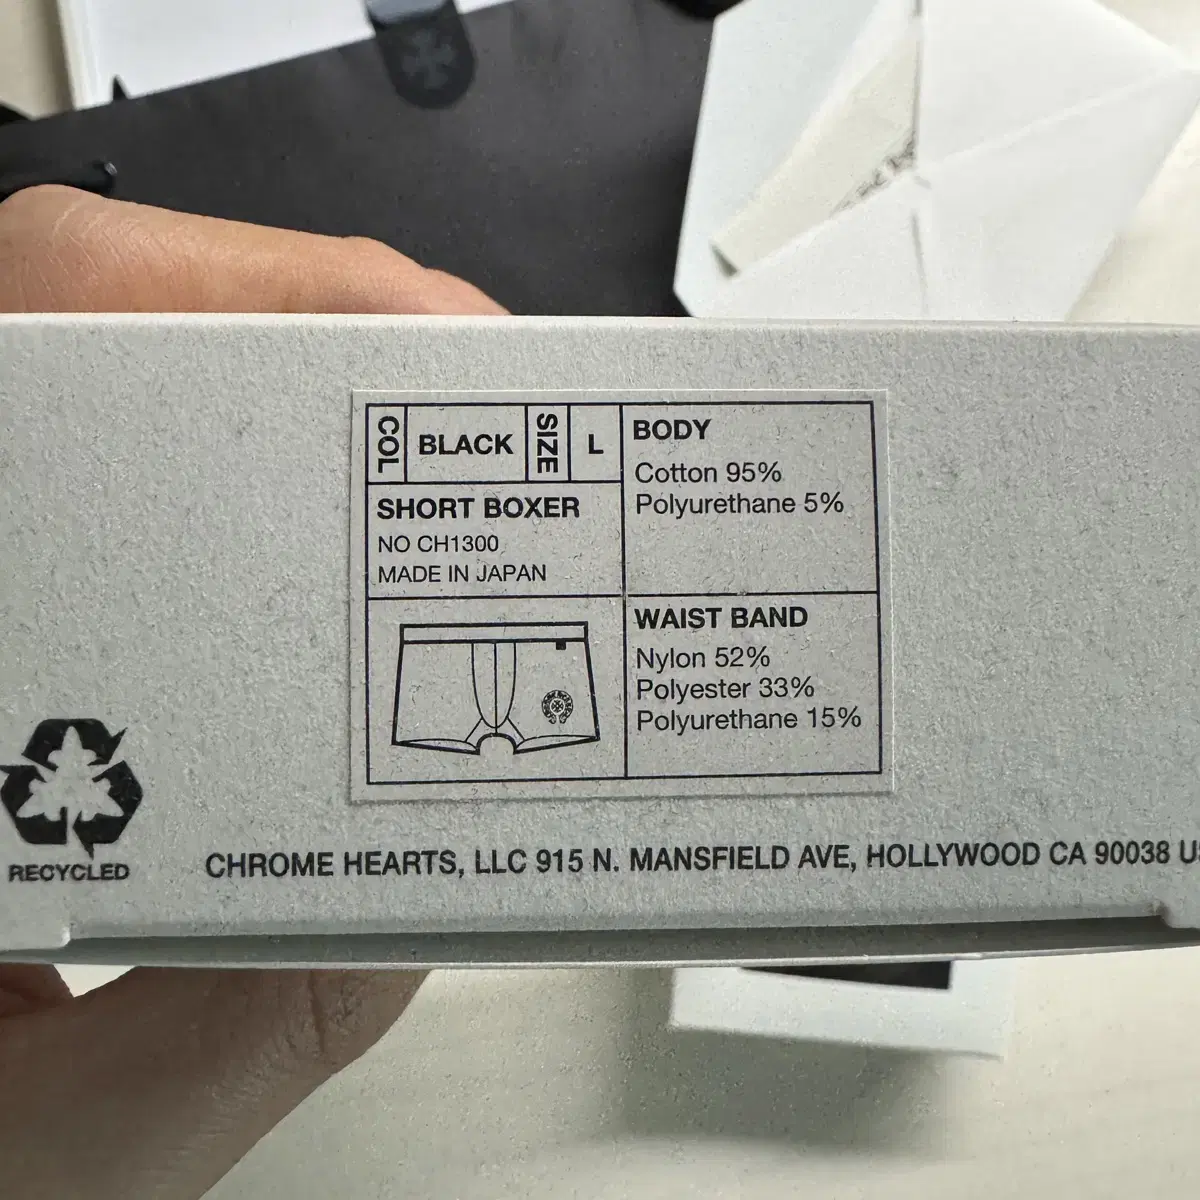 COL BLACK SIZE L
SHORT BOXER
NO CH1300
MADE IN JAPAN
BODY
Cotton 95%
Polyurethane 5%
WAIST BAND
Nylon 52%
Polyester 33%
Polyurethane 15%
RECYCLED
CHROME HEARTS, LLC 915 N. MANSFIELD AVE, HOLLYWOOD CA 90038